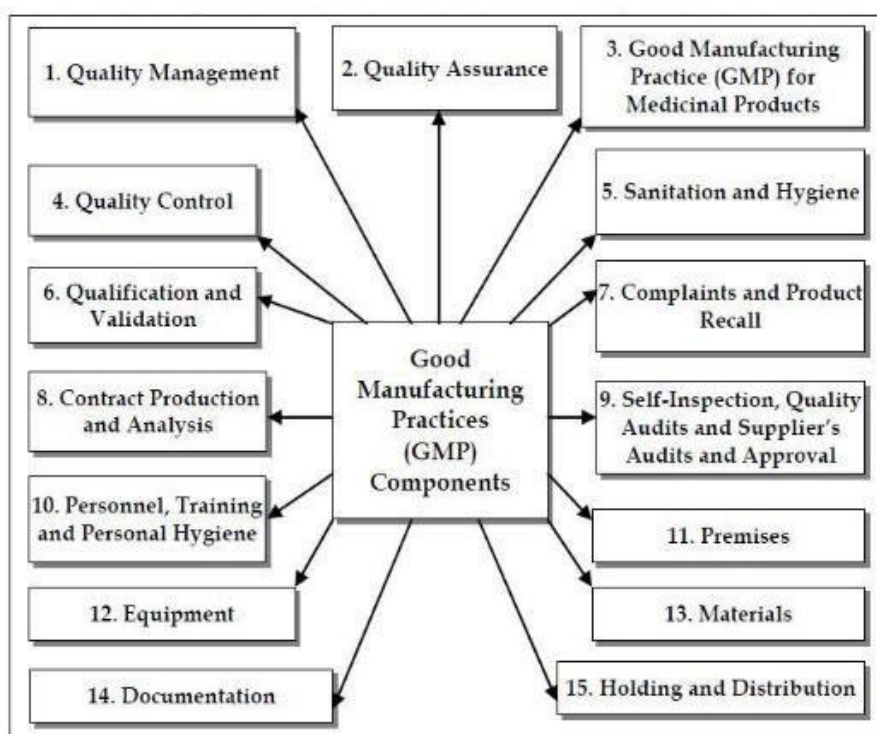 1. Quality Management
2. Quality Assurance
3. Good Manufacturing
Practice (GMP) for
Medicinal Products
4. Quality Control
5. Sanitation and Hygiene
6. Qualification and
Validation
7. Complaints and Product
Recall
Good
Manufacturing
Practices
(GMP)
Components
8. Contract Production
and Analysis
9. Self-Inspection, Quality
Audits and Supplier's
Audits and Approval
10. Personnel, Training
and Personal Hygiene
11. Premises
12. Equipment
13. Materials
14. Documentation
15. Holding and Distribution